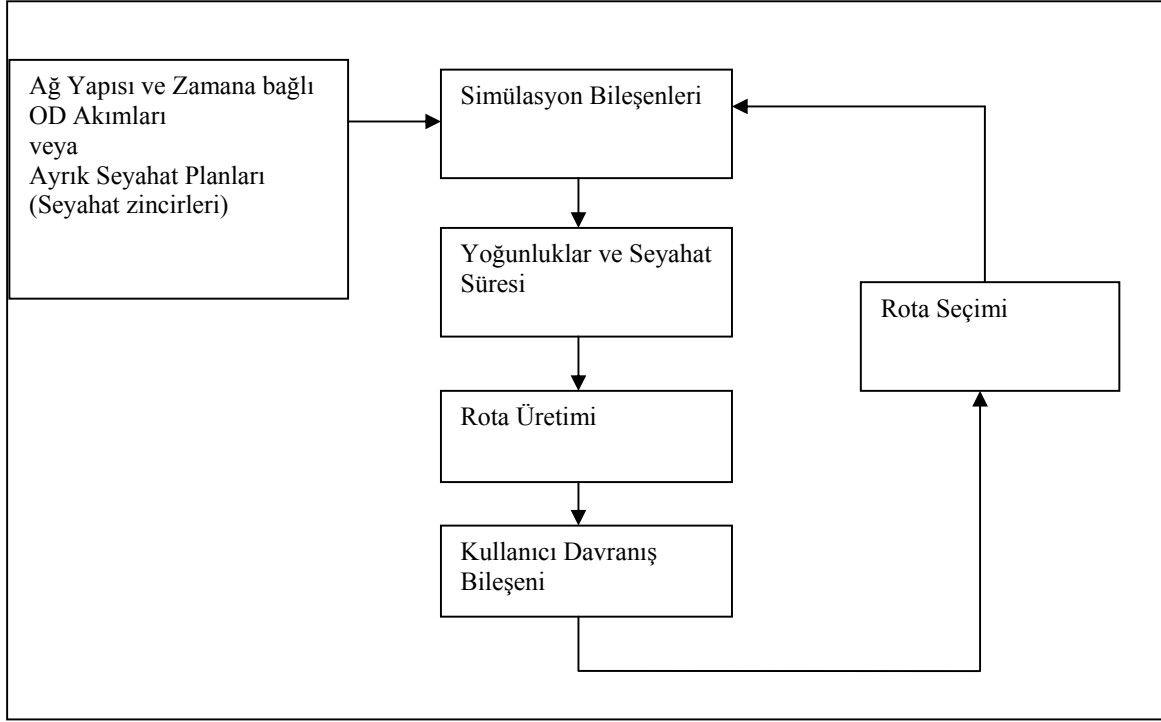 Ağ Yapısı ve Zamana bağlı
OD Akımları
veya
Ayrık Seyahat Planları
(Seyahat zincirleri)
Simülasyon Bileşenleri
Yoğunluklar ve Seyahat
Süresi
Rota Seçimi
Rota Üretimi
Kullanıcı Davranış
Bileşeni